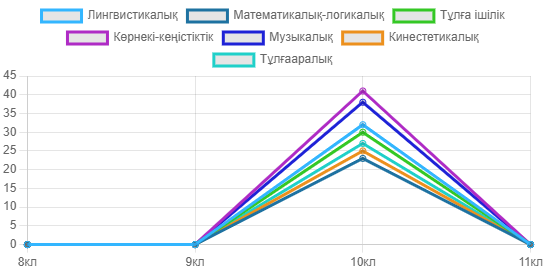 Лингвистикалық Математикалық-логикалық Тұлға ішілік
Көрнекі-кеңістіктік Музыкалық Кинестетикалық
Тұлғааралық
45
40
35
30
25
20
15
10
5
0
8кл 9кл 10кл 11кл